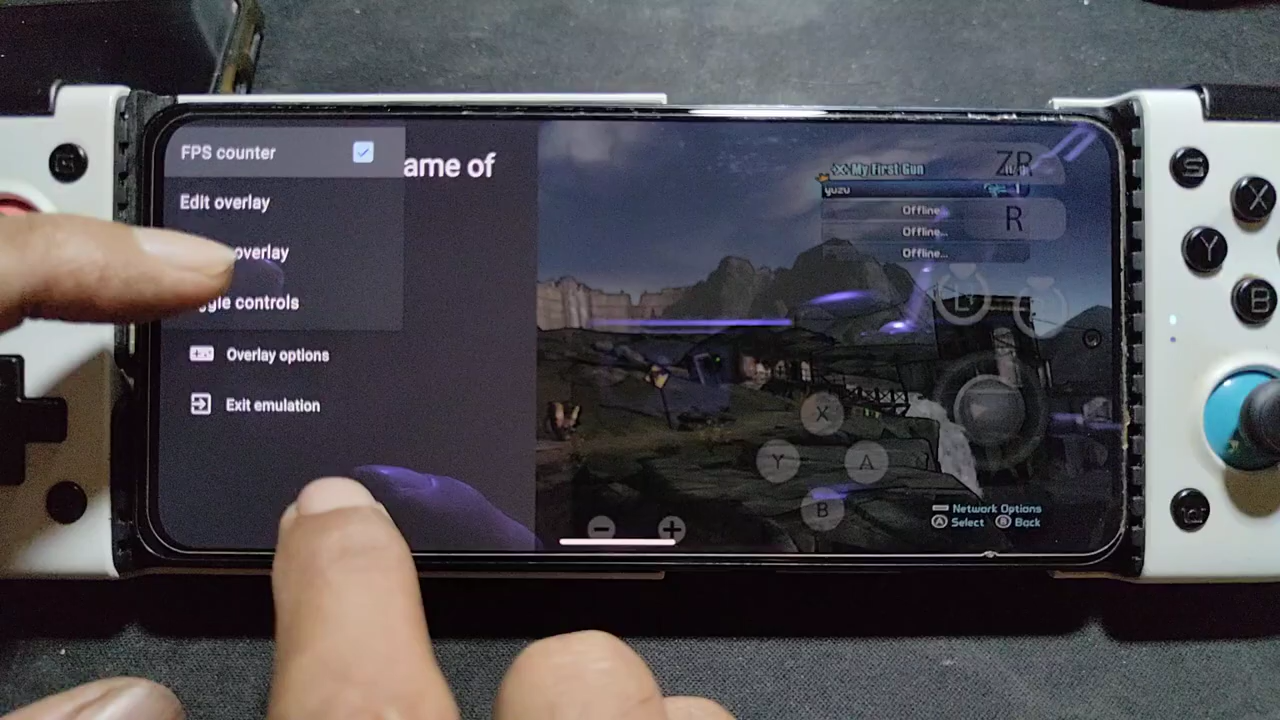 FPS counter
ame of
Edit overlay
overlay
ggle controls
Overlay options
Exit emulation
My First Gun
yuzu
Offline...
Offline...
Offline...
ZR
R
L
X
Y
A
B
−
+
Network Options
A Select B Back
S
X
Y
B